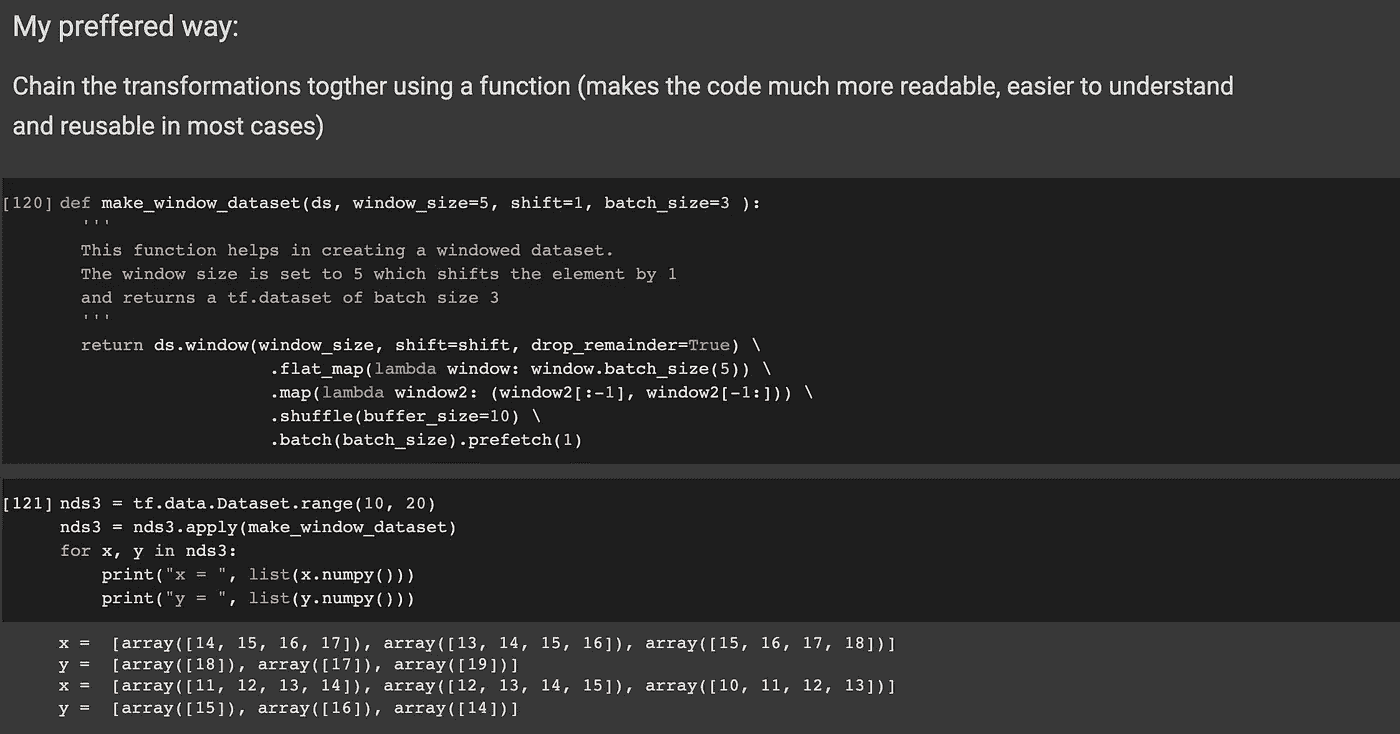 My preffered way:
Chain the transformations togther using a function (makes the code much more readable, easier to understand
and reusable in most cases)
[120] def make_window_dataset(ds, window_size=5, shift=1, batch_size=3 ):
'''
This function helps in creating a windowed dataset.
The window size is set to 5 which shifts the element by 1
and returns a tf.dataset of batch size 3
'''
return ds.window(window_size, shift=shift, drop_remainder=True) \
.flat_map(lambda window: window.batch_size(5)) \
.map(lambda window2: (window2[:-1], window2[-1:])) \
.shuffle(buffer_size=10) \
.batch(batch_size).prefetch(1)
[121] nds3 = tf.data.Dataset.range(10, 20)
nds3 = nds3.apply(make_window_dataset)
for x, y in nds3:
print("x = ", list(x.numpy()))
print("y = ", list(y.numpy()))
x =  [array([14, 15, 16, 17]), array([13, 14, 15, 16]), array([15, 16, 17, 18])]
y =  [array([18]), array([17]), array([19])]
x =  [array([11, 12, 13, 14]), array([12, 13, 14, 15]), array([10, 11, 12, 13])]
y =  [array([15]), array([16]), array([14])]